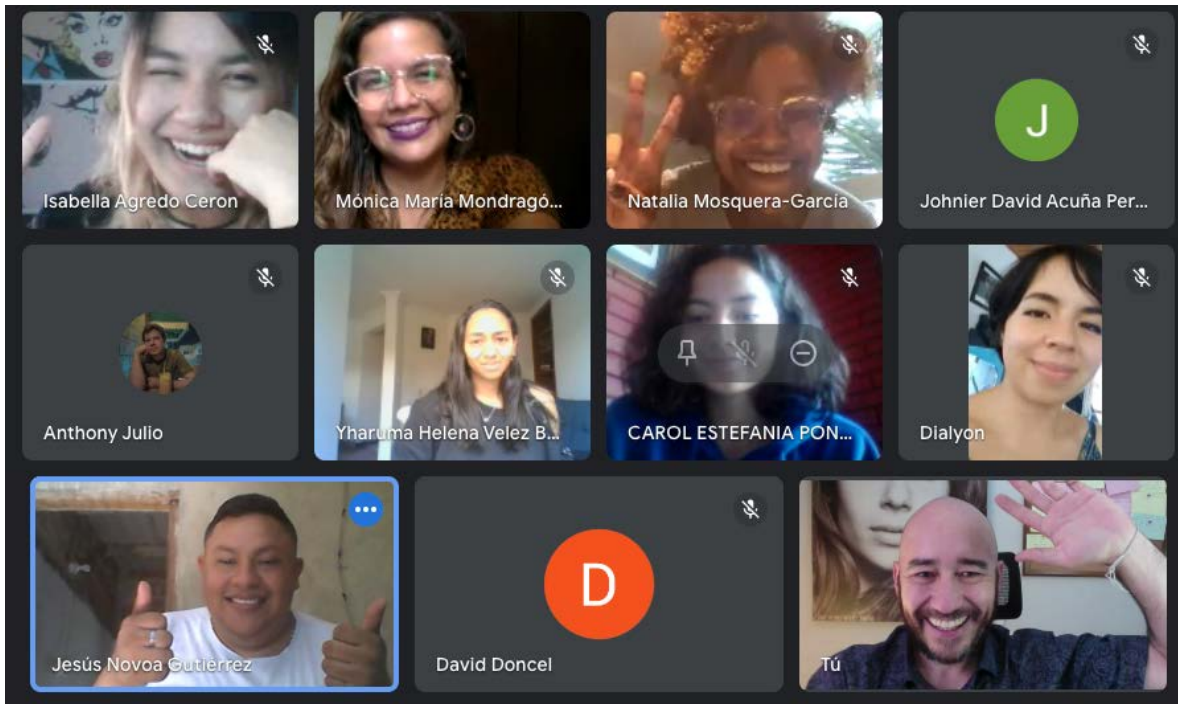 Isabella Agredo Ceron
Mónica María Mondragó...
Natalia Mosquera-García
J
Johnier David Acuña Per...
Anthony Julio
Yharuma Helena Velez B...
CAROL ESTEFANIA PON...
Dialyon
Jesús Novoa Gutiérrez
D
David Doncel
Tú